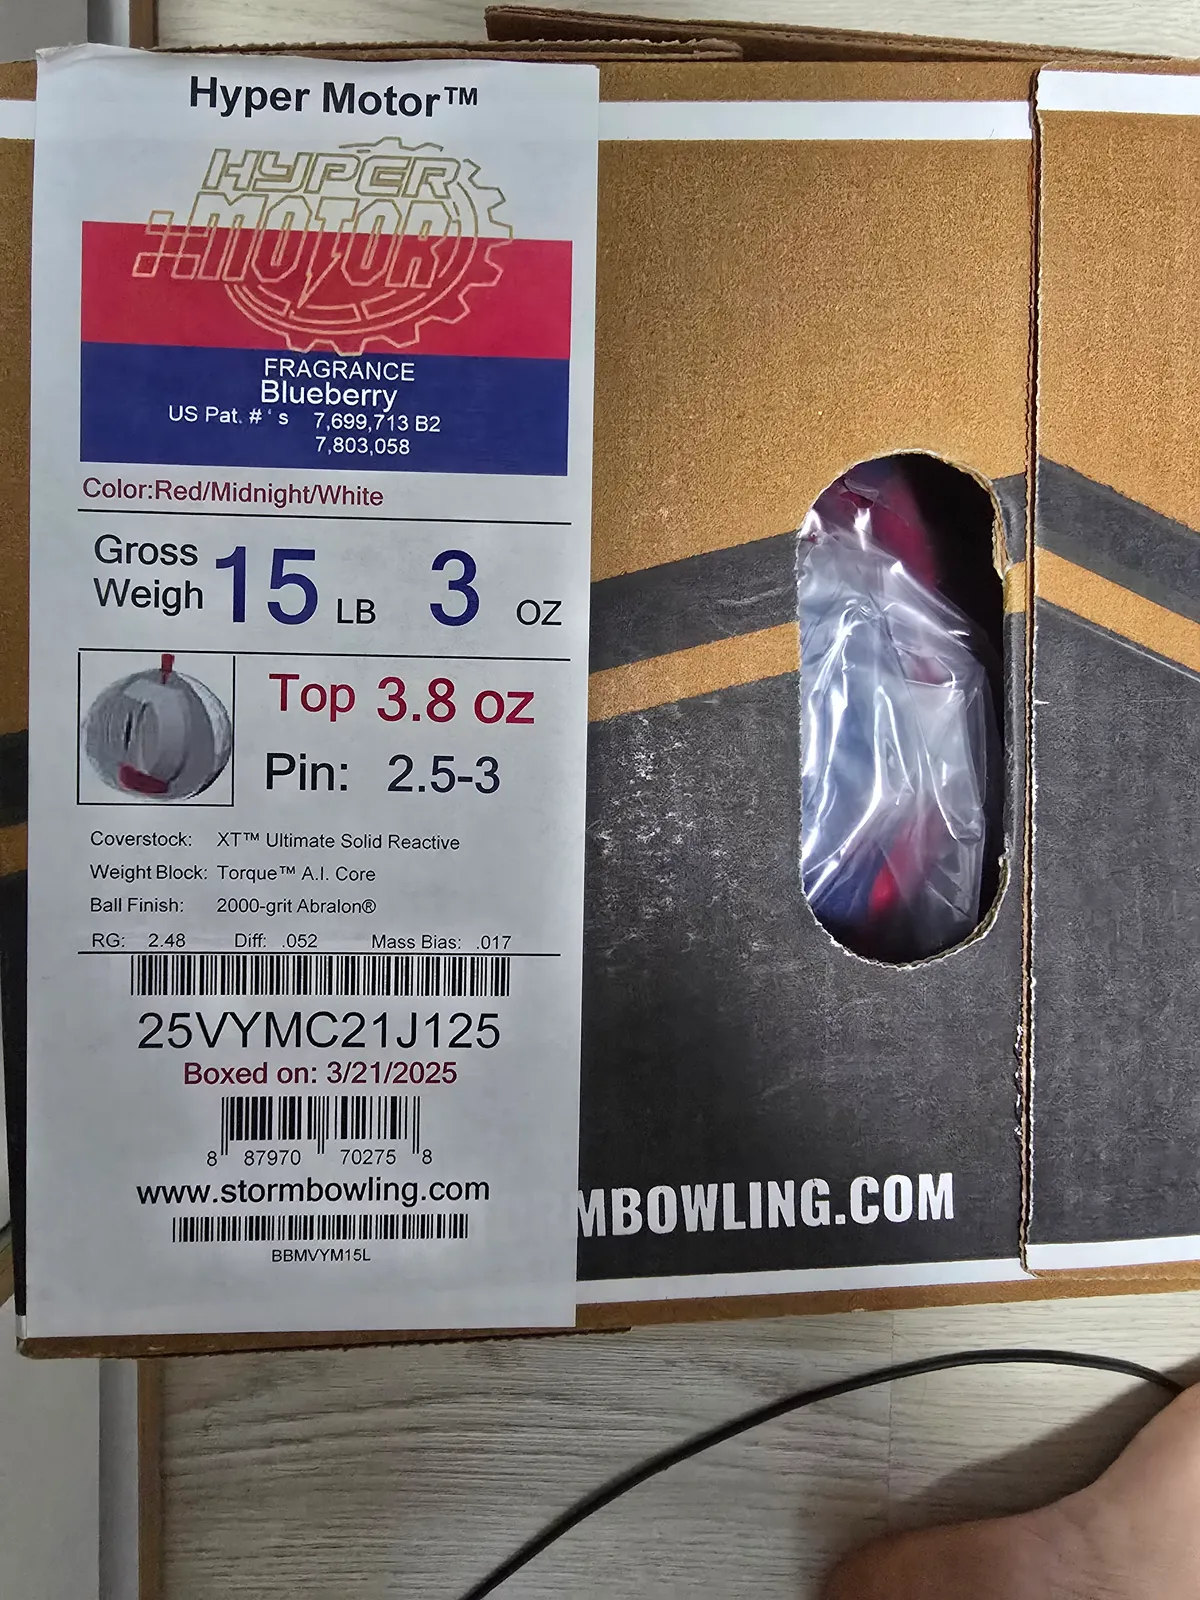 Hyper Motor™
HYPER
MOTOR
FRAGRANCE
Blueberry
US Pat. # ' s 7,699,713 B2
7,803,058
Color:Red/Midnight/White
Gross
Weigh 15 LB 3 OZ
Top 3.8 oz
Pin: 2.5-3
Coverstock: XT™ Ultimate Solid Reactive
Weight Block: Torque™ A.I. Core
Ball Finish: 2000-grit Abralon®
RG: 2.48 Diff: .052 Mass Bias: .017
25VYMC21J125
Boxed on: 3/21/2025
8 87970 70275 8
www.stormbowling.com
BBMVYM15L
MBOWLING.COM